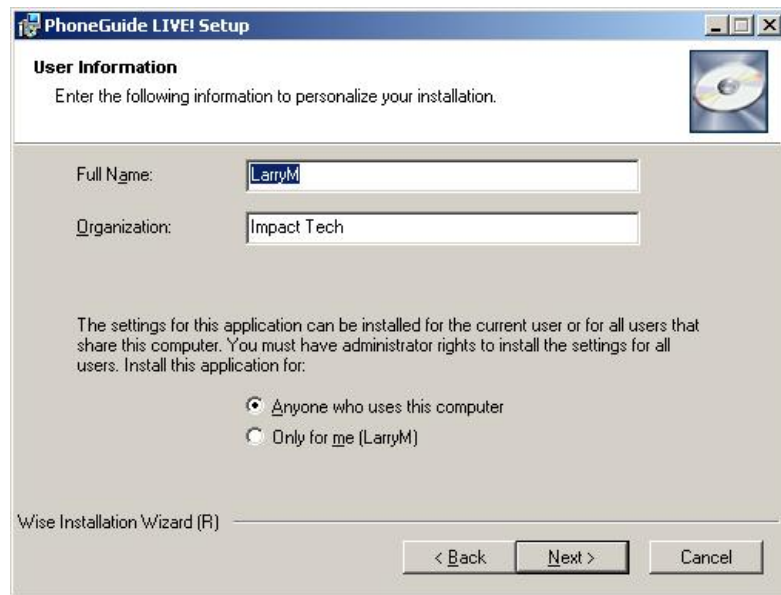 PhoneGuide LIVE! Setup
User Information
Enter the following information to personalize your installation.
Full Name:
LarryM
Organization:
Impact Tech
The settings for this application can be installed for the current user or for all users that
share this computer. You must have administrator rights to install the settings for all
users. Install this application for:
Anyone who uses this computer
Only for me (LarryM)
Wise Installation Wizard (R)
< Back
Next >
Cancel